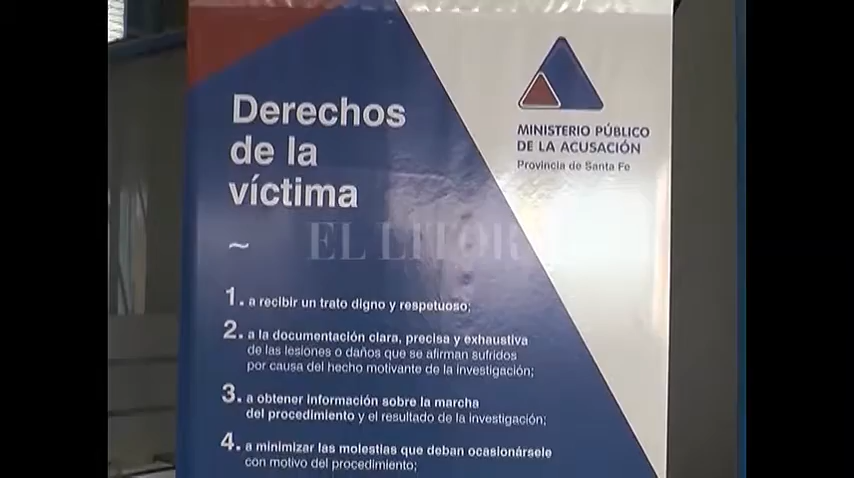 Derechos
de la
víctima
~
MINISTERIO PÚBLICO
DE LA ACUSACIÓN
Provincia de Santa Fe
EL LITORAL
1. a recibir un trato digno y respetuoso;
2. a la documentación clara, precisa y exhaustiva
de las lesiones o daños que se afirman sufridos
por causa del hecho motivante de la investigación;
3. a obtener información sobre la marcha
del procedimiento y el resultado de la investigación;
4. a minimizar las molestias que deban ocasionársele
con motivo del procedimiento;